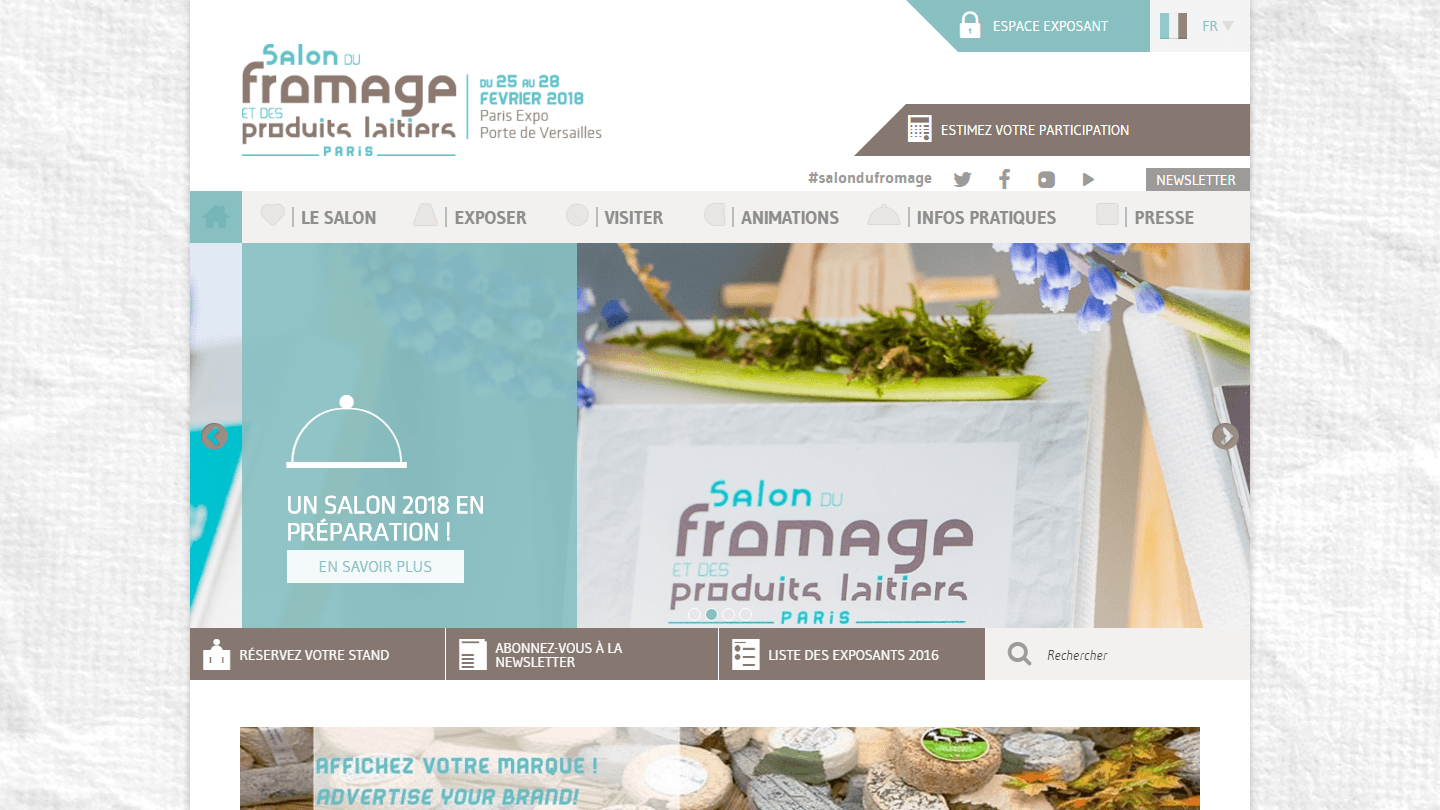 ESPACE EXPOSANT
FR
Salon DU
fromage
ET DES
produits laitiers
PARIS
DU 25 AU 28
FEVRIER 2018
Paris Expo
Porte de Versailles
ESTIMEZ VOTRE PARTICIPATION
#salondufromage
NEWSLETTER
LE SALON
EXPOSER
VISITER
ANIMATIONS
INFOS PRATIQUES
PRESSE
UN SALON 2018 EN
PRÉPARATION !
EN SAVOIR PLUS
Salon DU
fromage
ET DES
produits laitiers
PARIS
RÉSERVEZ VOTRE STAND
ABONNEZ-VOUS À LA
NEWSLETTER
LISTE DES EXPOSANTS 2016
Rechercher
AFFICHEZ VOTRE MARQUE !
ADVERTISE YOUR BRAND!